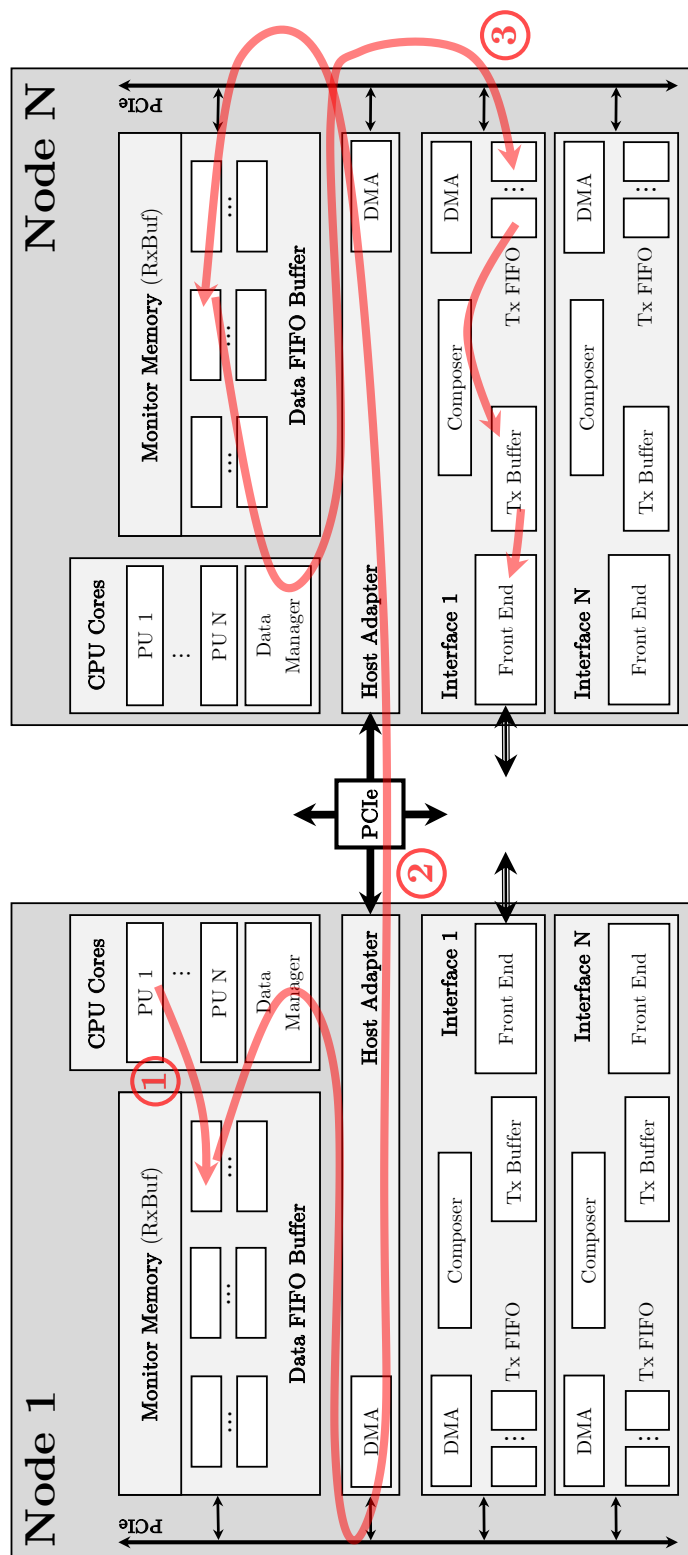 Node 1
PCIe
Monitor Memory (RxBuf)
...
...
...
Data FIFO Buffer
1
CPU Cores
PU 1
...
PU N
Data
Manager
DMA
Host Adapter
DMA
...
Tx FIFO
Composer
Tx Buffer
Interface 1
Front End
DMA
...
Tx FIFO
Composer
Tx Buffer
Interface N
Front End
2
PCIe
Node N
CPU Cores
PU 1
...
PU N
Data
Manager
Monitor Memory (RxBuf)
...
...
...
Data FIFO Buffer
PCIe
Host Adapter
DMA
3
Interface 1
Front End
Tx Buffer
Composer
Tx FIFO
...
DMA
Interface N
Front End
Tx Buffer
Composer
Tx FIFO
...
DMA